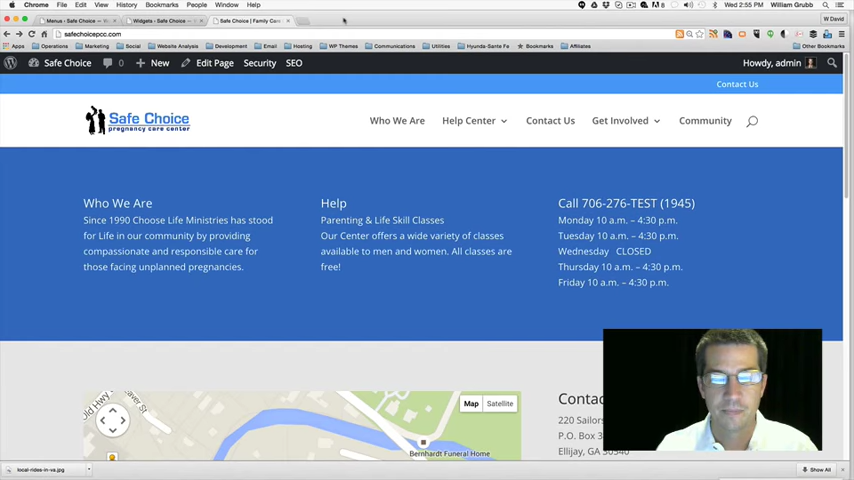 Chrome File Edit View History Bookmarks People Window Help
Wed 2:55 PM William Grubb
Menus - Safe Choice — W
Widgets - Safe Choice —
Safe Choice | Family Care
W David
safechoicepcc.com
Apps Operations Marketing Social Website Analysis Development Email Hosting WP Themes Communications Utilities Hyunda-Sante Fe Bookmarks Affiliates Other Bookmarks
Safe Choice 0 New Edit Page Security SEO Howdy, admin
Contact Us
Safe Choice
pregnancy care center
Who We Are Help Center Contact Us Get Involved Community
Who We Are
Since 1990 Choose Life Ministries has stood
for Life in our community by providing
compassionate and responsible care for
those facing unplanned pregnancies.
Help
Parenting & Life Skill Classes
Our Center offers a wide variety of classes
available to men and women. All classes are
free!
Call 706-276-TEST (1945)
Monday 10 a.m. – 4:30 p.m.
Tuesday 10 a.m. – 4:30 p.m.
Wednesday CLOSED
Thursday 10 a.m. – 4:30 p.m.
Friday 10 a.m. – 4:30 p.m.
Old Hwy
Map Satellite
Bernhardt Funeral Home
Contac
220 Sailors
P.O. Box 3
Ellijay, GA 30540
local-rides-in-va.jpg
Show All